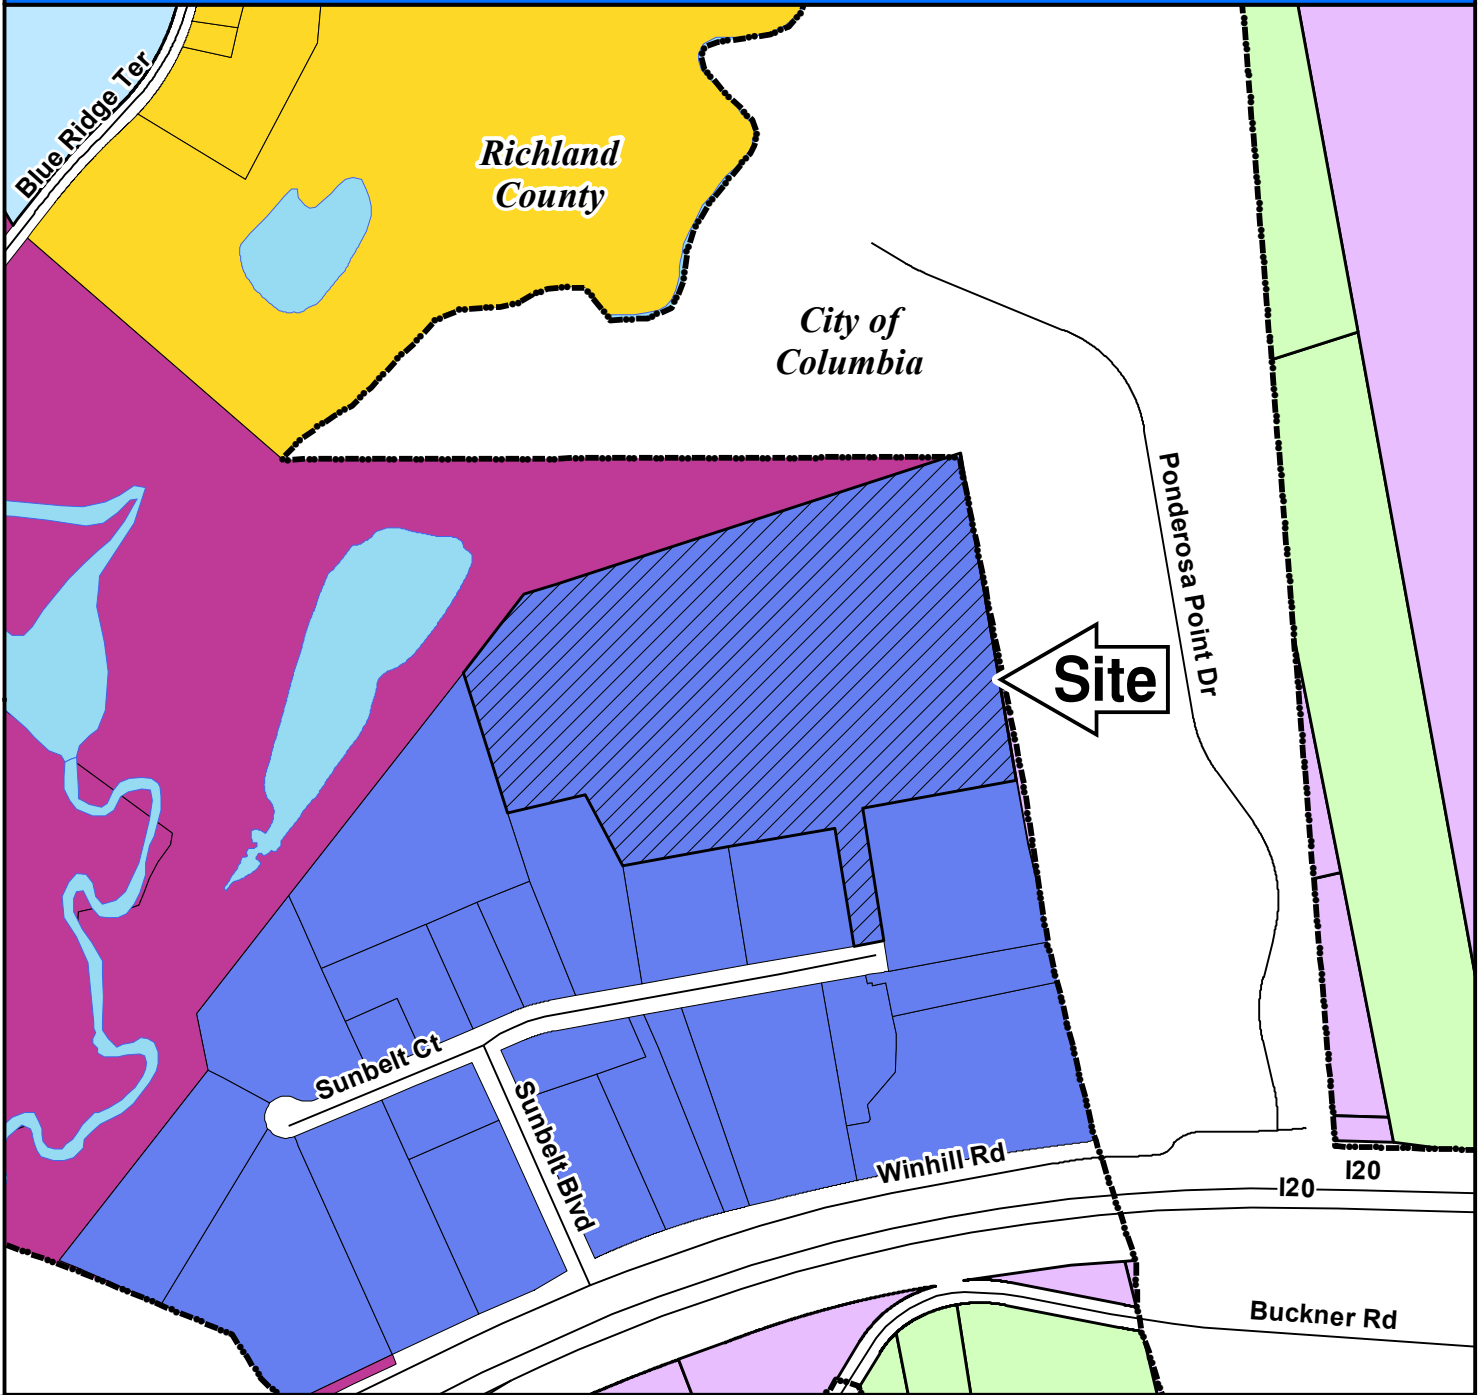 Blue Ridge Ter
Richland
County
City of
Columbia
Ponderosa Point Dr
Site
Sunbelt Ct
Sunbelt Blvd
Winhill Rd
I20
I20
Buckner Rd